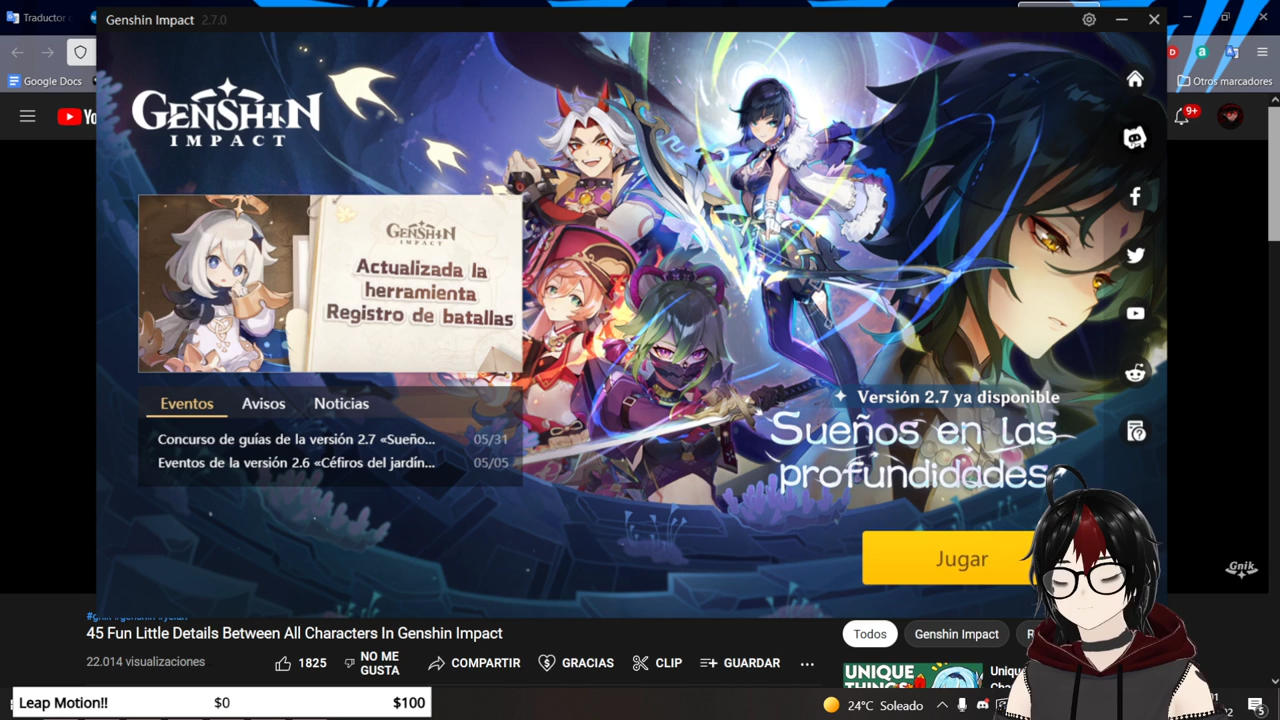 Traductor
Genshin Impact 2.7.0
Google Docs
Otros marcadores
9+
GENSHIN
IMPACT
GENSHIN
IMPACT
Actualizada la
herramienta
Registro de batallas
Eventos Avisos Noticias
Concurso de guías de la versión 2.7 «Sueño... 05/31
Eventos de la versión 2.6 «Céfiros del jardín... 05/05
Versión 2.7 ya disponible
Sueños en las
profundidades
Jugar
Gnik
45 Fun Little Details Between All Characters In Genshin Impact
22.014 visualizaciones
1825
NO ME
GUSTA
COMPARTIR
GRACIAS
CLIP
GUARDAR
Todos
Genshin Impact
UNIQUE
THINGS
Leap Motion!! $0 $100
24°C Soleado